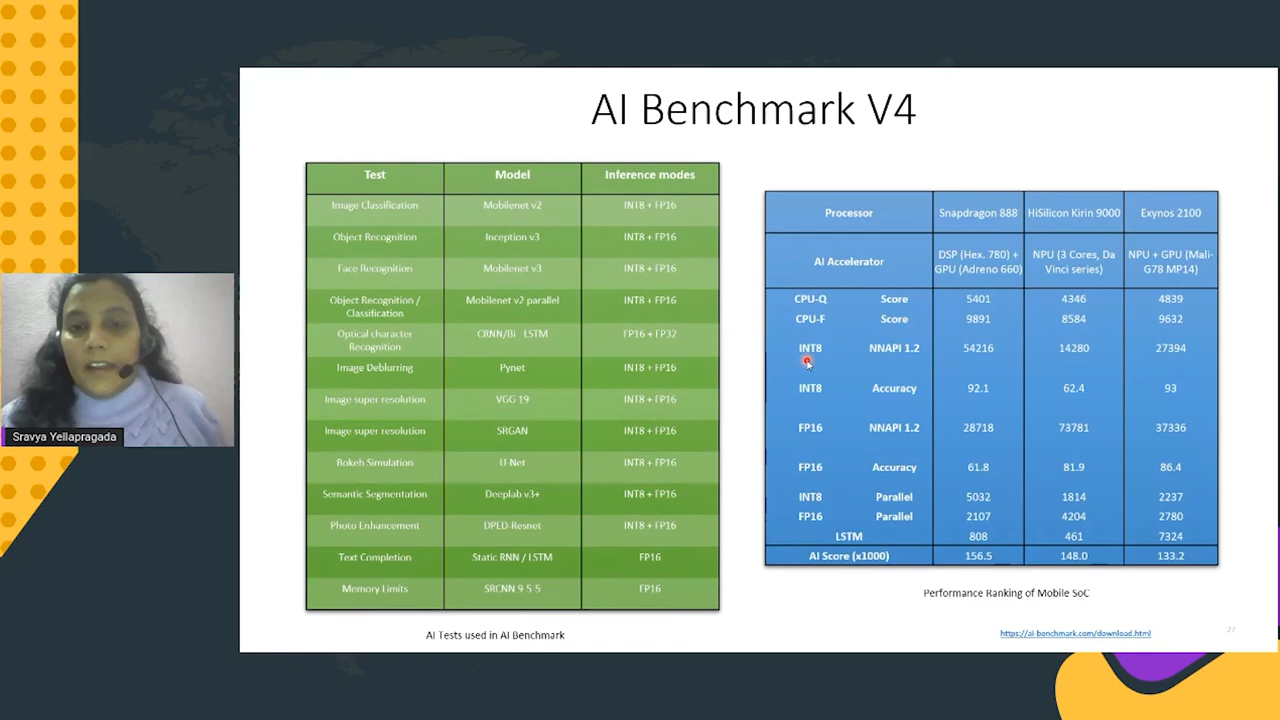 AI Benchmark V4
Test Model Inference modes
Image Classification Mobilenet v2 INT8 + FP16
Object Recognition Inception v3 INT8 + FP16
Face Recognition Mobilenet v3 INT8 + FP16
Object Recognition / Classification Mobilenet v2 parallel INT8 + FP16
Optical character Recognition CRNN/Bi - LSTM FP16 + FP32
Image Deblurring Pynet INT8 + FP16
Image super resolution VGG 19 INT8 + FP16
Image super resolution SRGAN INT8 + FP16
Bokeh Simulation U-Net INT8 + FP16
Semantic Segmentation Deeplab v3+ INT8 + FP16
Photo Enhancement DPED-Resnet INT8 + FP16
Text Completion Static RNN / LSTM FP16
Memory Limits SRCNN 9-5-5 FP16
AI Tests used in AI Benchmark
Processor Snapdragon 888 HiSilicon Kirin 9000 Exynos 2100
AI Accelerator DSP (Hex. 780) + GPU (Adreno 660) NPU (3 Cores, Da Vinci series) NPU + GPU (Mali-G78 MP14)
CPU-Q Score 5401 4346 4839
CPU-F Score 9891 8584 9632
INT8 NNAPI 1.2 54216 14280 27394
INT8 Accuracy 92.1 62.4 93
FP16 NNAPI 1.2 28718 73781 37336
FP16 Accuracy 61.8 81.9 86.4
INT8 Parallel 5032 1814 2237
FP16 Parallel 2107 4204 2780
LSTM 808 461 7324
AI Score (x1000) 156.5 148.0 133.2
Performance Ranking of Mobile SoC
https://ai-benchmark.com/download.html
27
Sravya Yellapragada